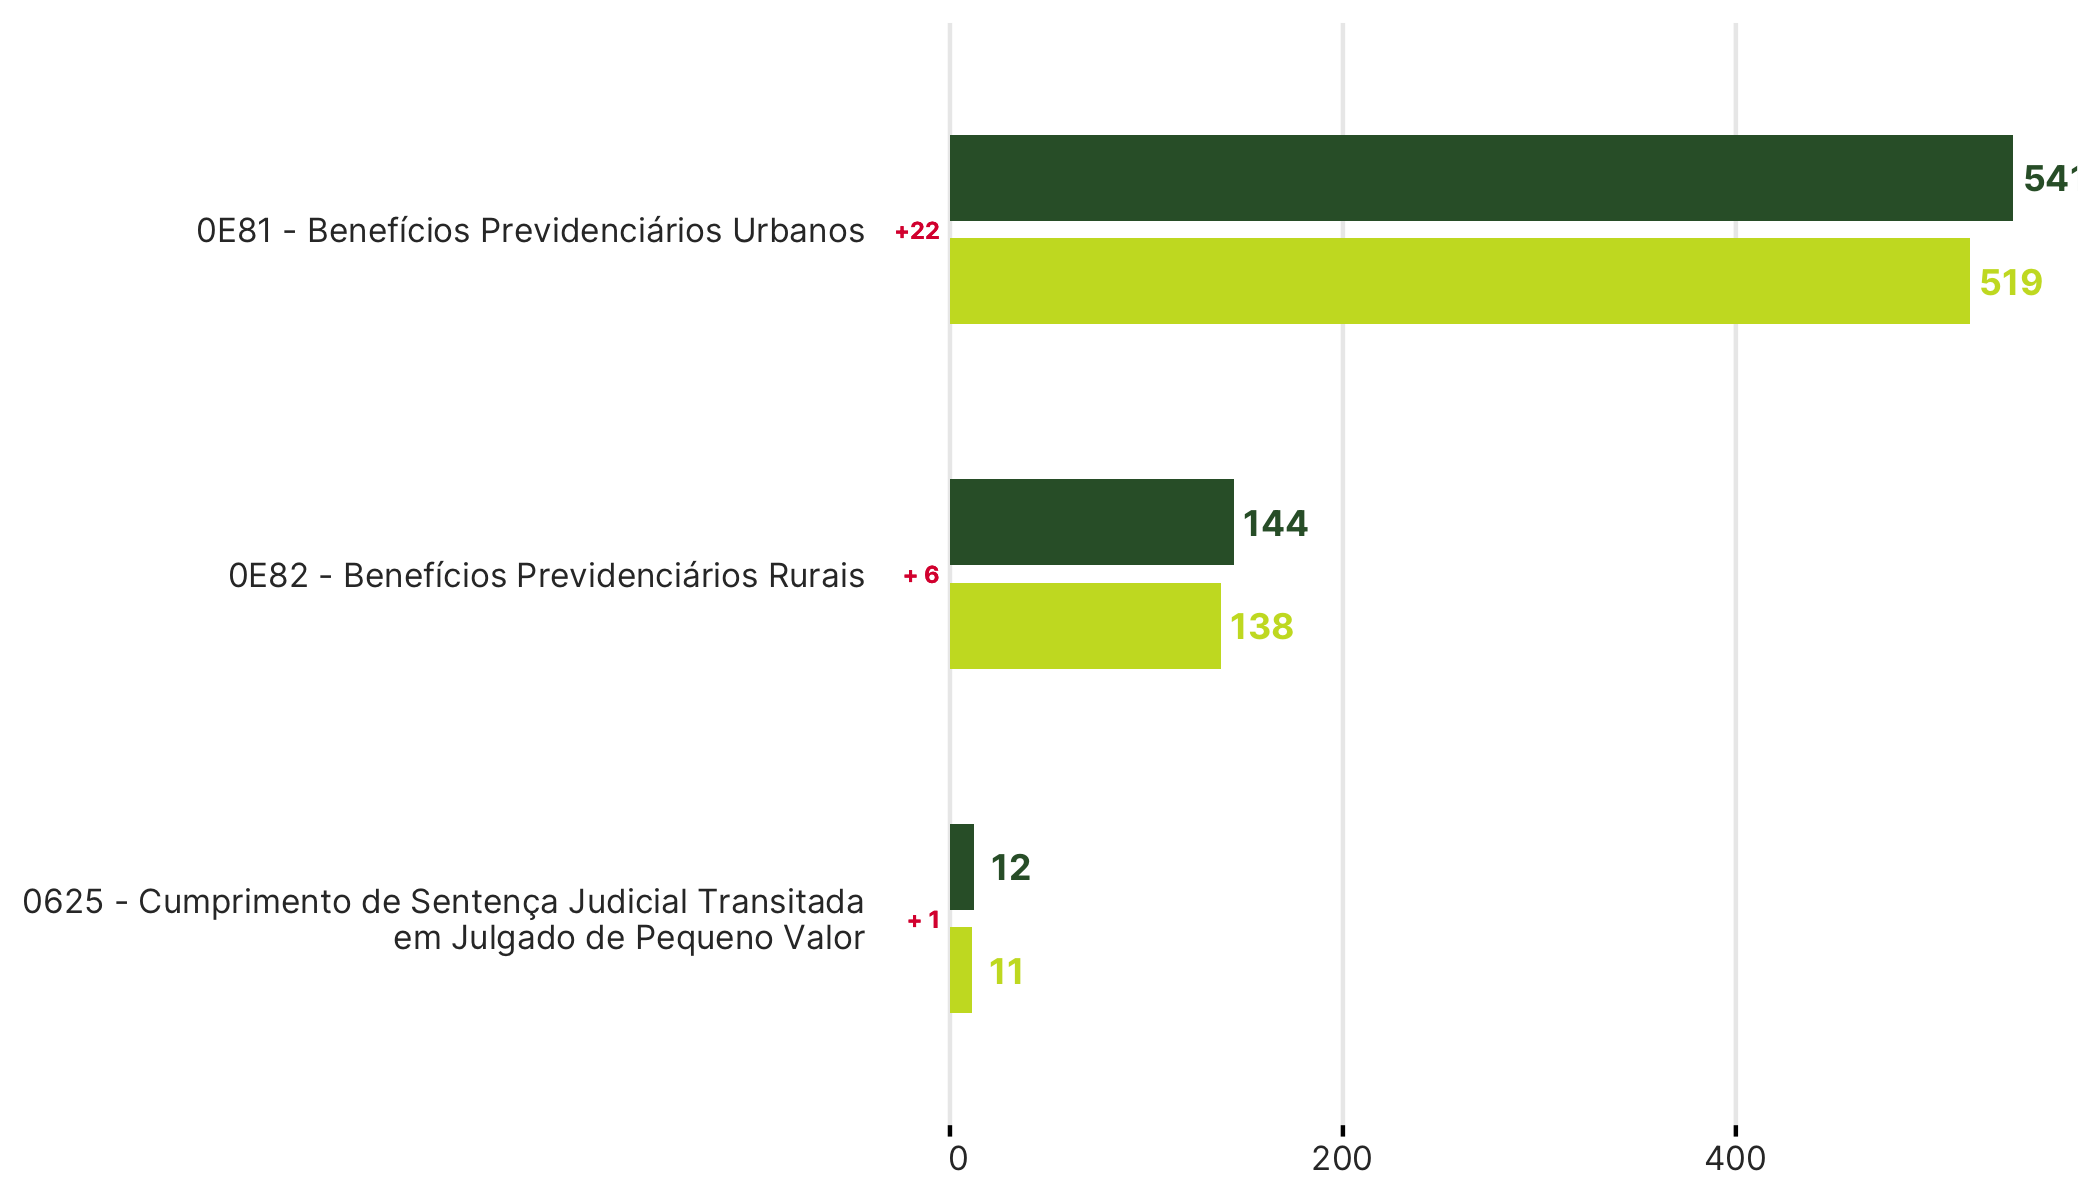 541
0E81 - Benefícios Previdenciários Urbanos
+22
519
144
0E82 - Benefícios Previdenciários Rurais
+ 6
138
12
0625 - Cumprimento de Sentença Judicial Transitada
em Julgado de Pequeno Valor
+ 1
11
0 200 400